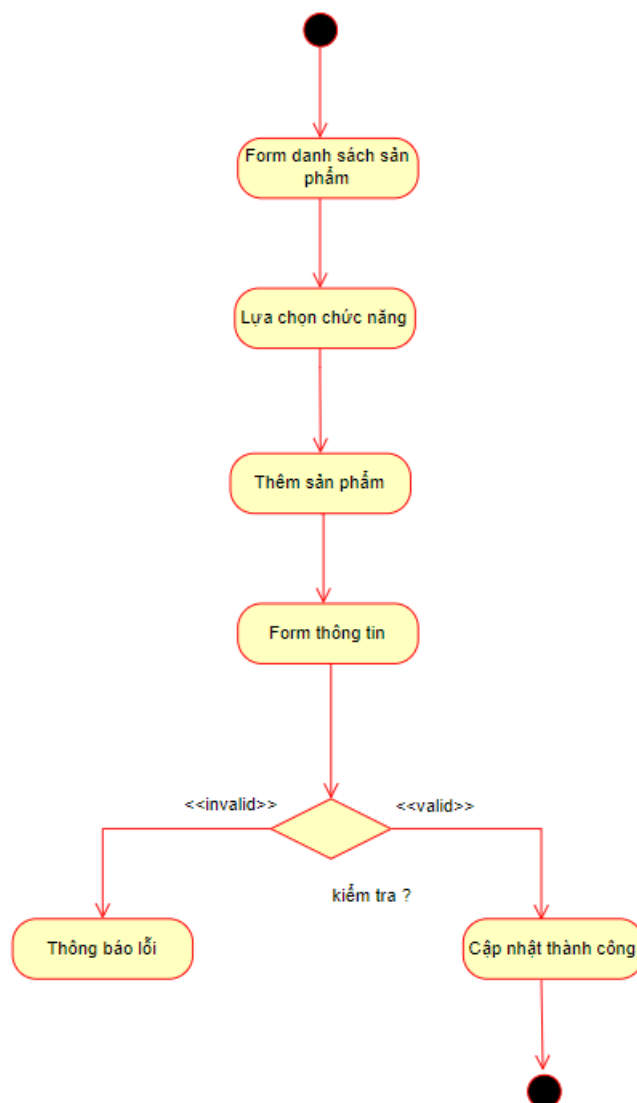 Form danh sách sản
phẩm
Lựa chọn chức năng
Thêm sản phẩm
Form thông tin
<<invalid>>
<<valid>>
kiểm tra ?
Thông báo lỗi
Cập nhật thành công